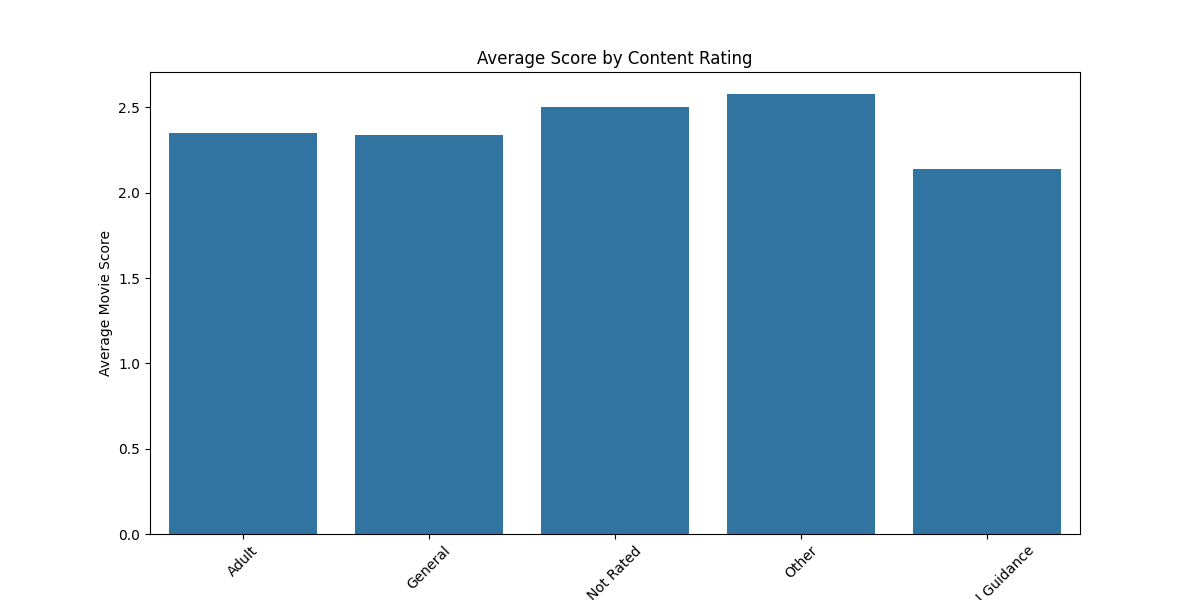 Average Score by Content Rating
Average Movie Score
2.5
2.0
1.5
1.0
0.5
0.0
Adult
General
Not Rated
Other
Guidance